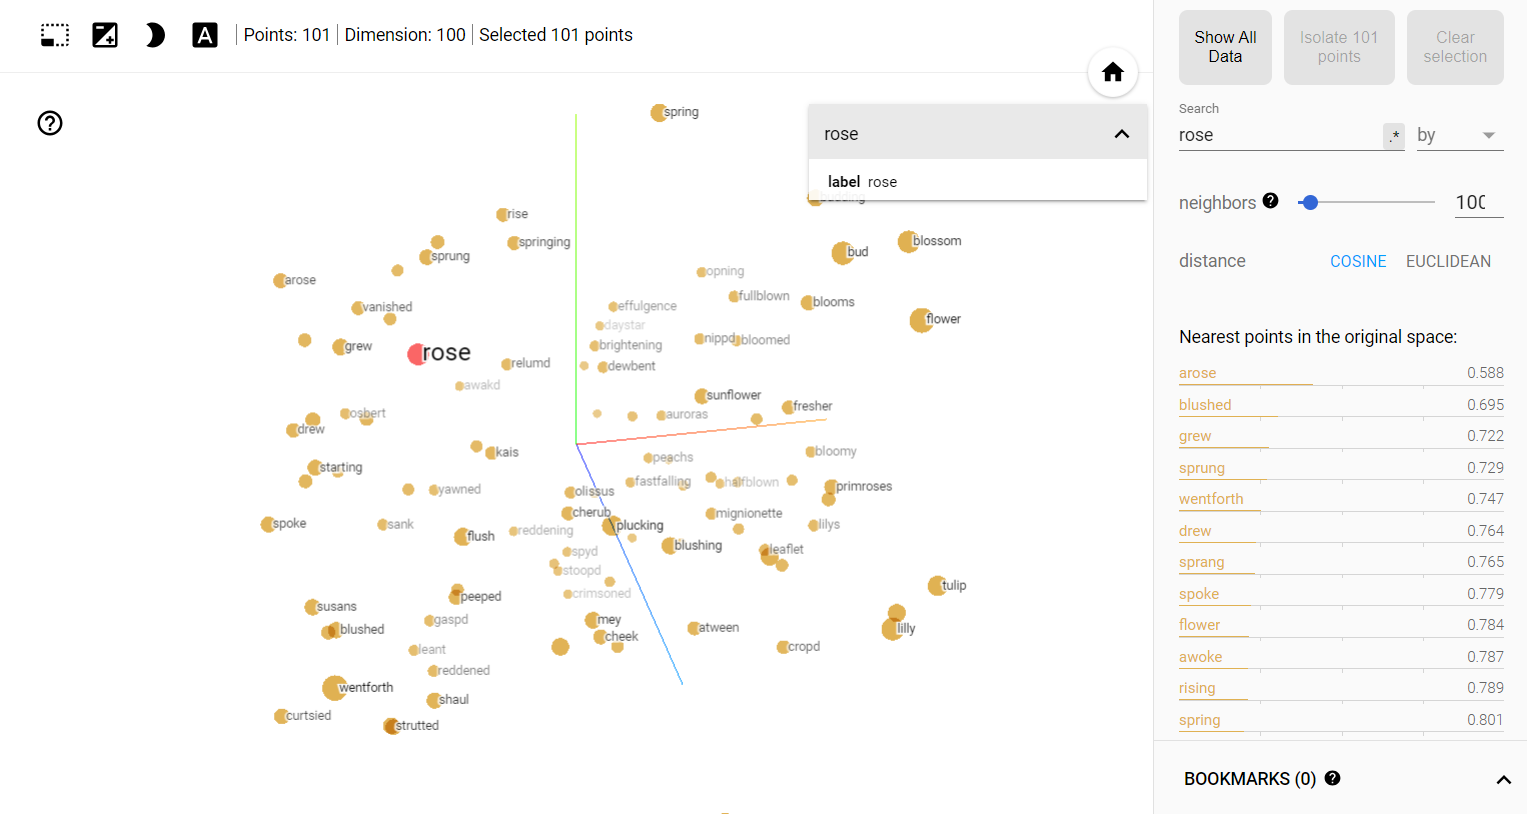 A
Points: 101 | Dimension: 100 | Selected 101 points
Show All Data
Isolate 101 points
Clear selection
Search
rose
.*
by
neighbors
100
distance
COSINE
EUCLIDEAN
Nearest points in the original space:
arose 0.588
blushed 0.695
grew 0.722
sprung 0.729
wentforth 0.747
drew 0.764
sprang 0.765
spoke 0.779
flower 0.784
awoke 0.787
rising 0.789
spring 0.801
BOOKMARKS (0)
rose
label rose
spring
budding
rise
springing
blossom
bud
sprung
opning
arose
fullblown
blooms
vanished
effulgence
flower
daystar
nippd
bloomed
grew
brightening
rose
relumd
dewbent
awakd
sunflower
fresher
osbert
auroras
drew
kais
bloomy
peachs
starting
fastfalling
halfblown
primroses
yawned
olissus
cherub
mignionette
spoke
sank
plucking
lilys
flush
reddening
blushing
leaflet
spyd
stoopd
tulip
crimsoned
peeped
susans
gaspd
mey
blushed
cheek
atween
lilly
leant
cropd
reddened
wentforth
shaul
curtsied
strutted